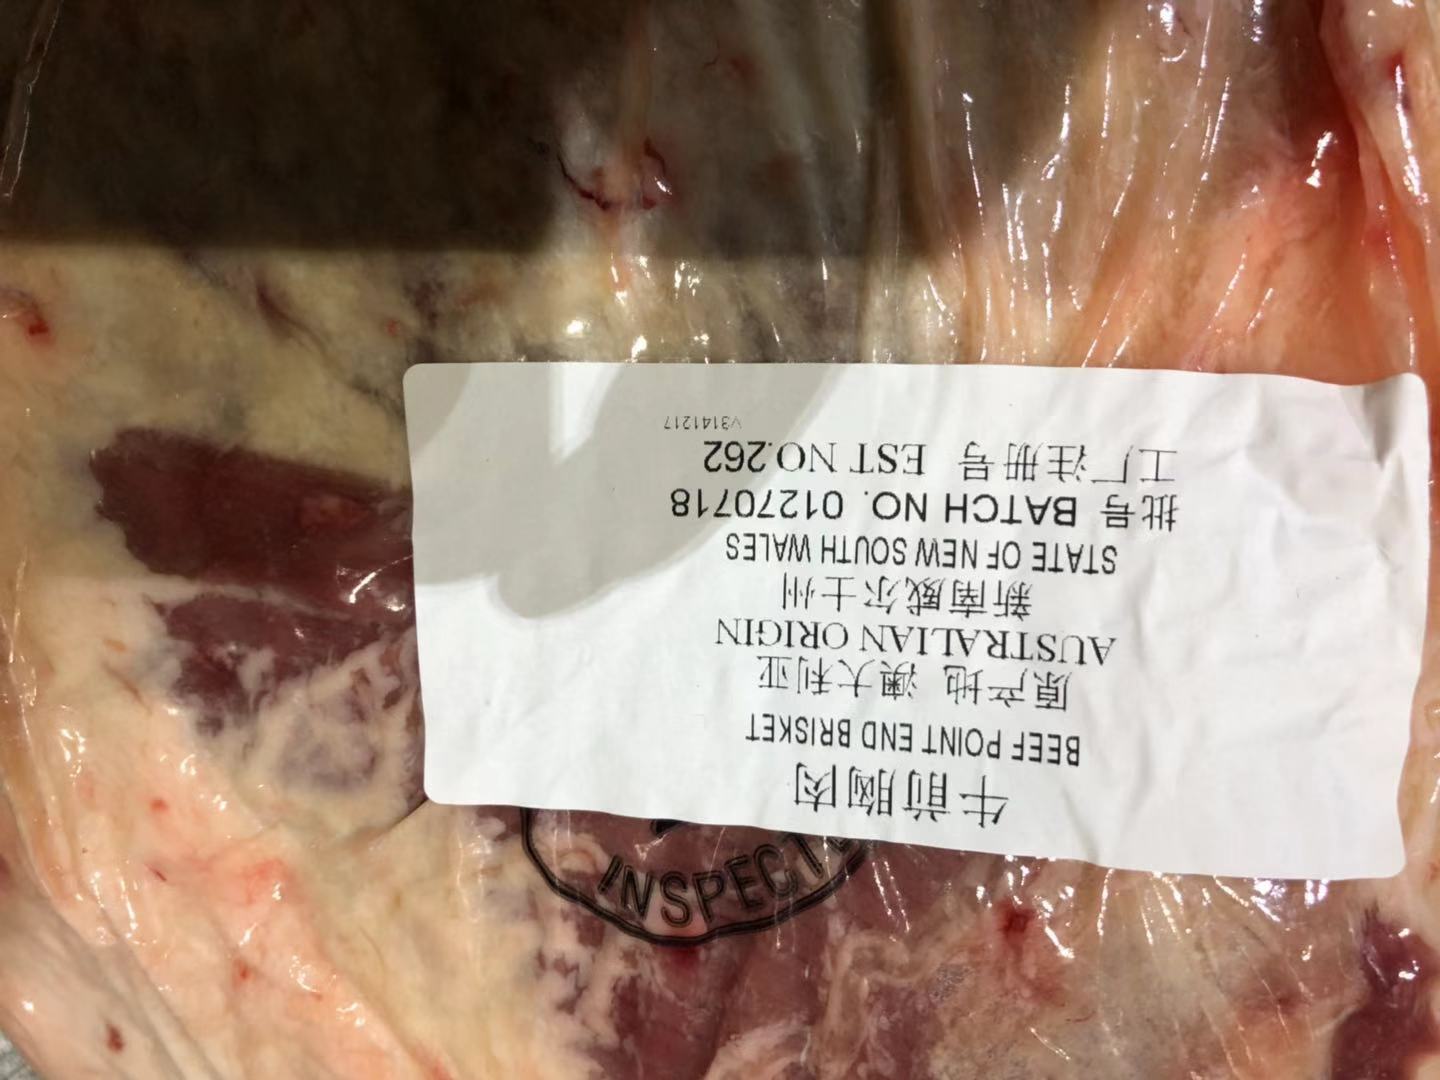 牛前胸肉
BEEF POINT END BRISKET
原产地 澳大利亚
AUSTRALIAN ORIGIN
新南威尔士州
STATE OF NEW SOUTH WALES
批号 BATCH NO. 01270718
工厂注册号 EST NO.262
V3141217